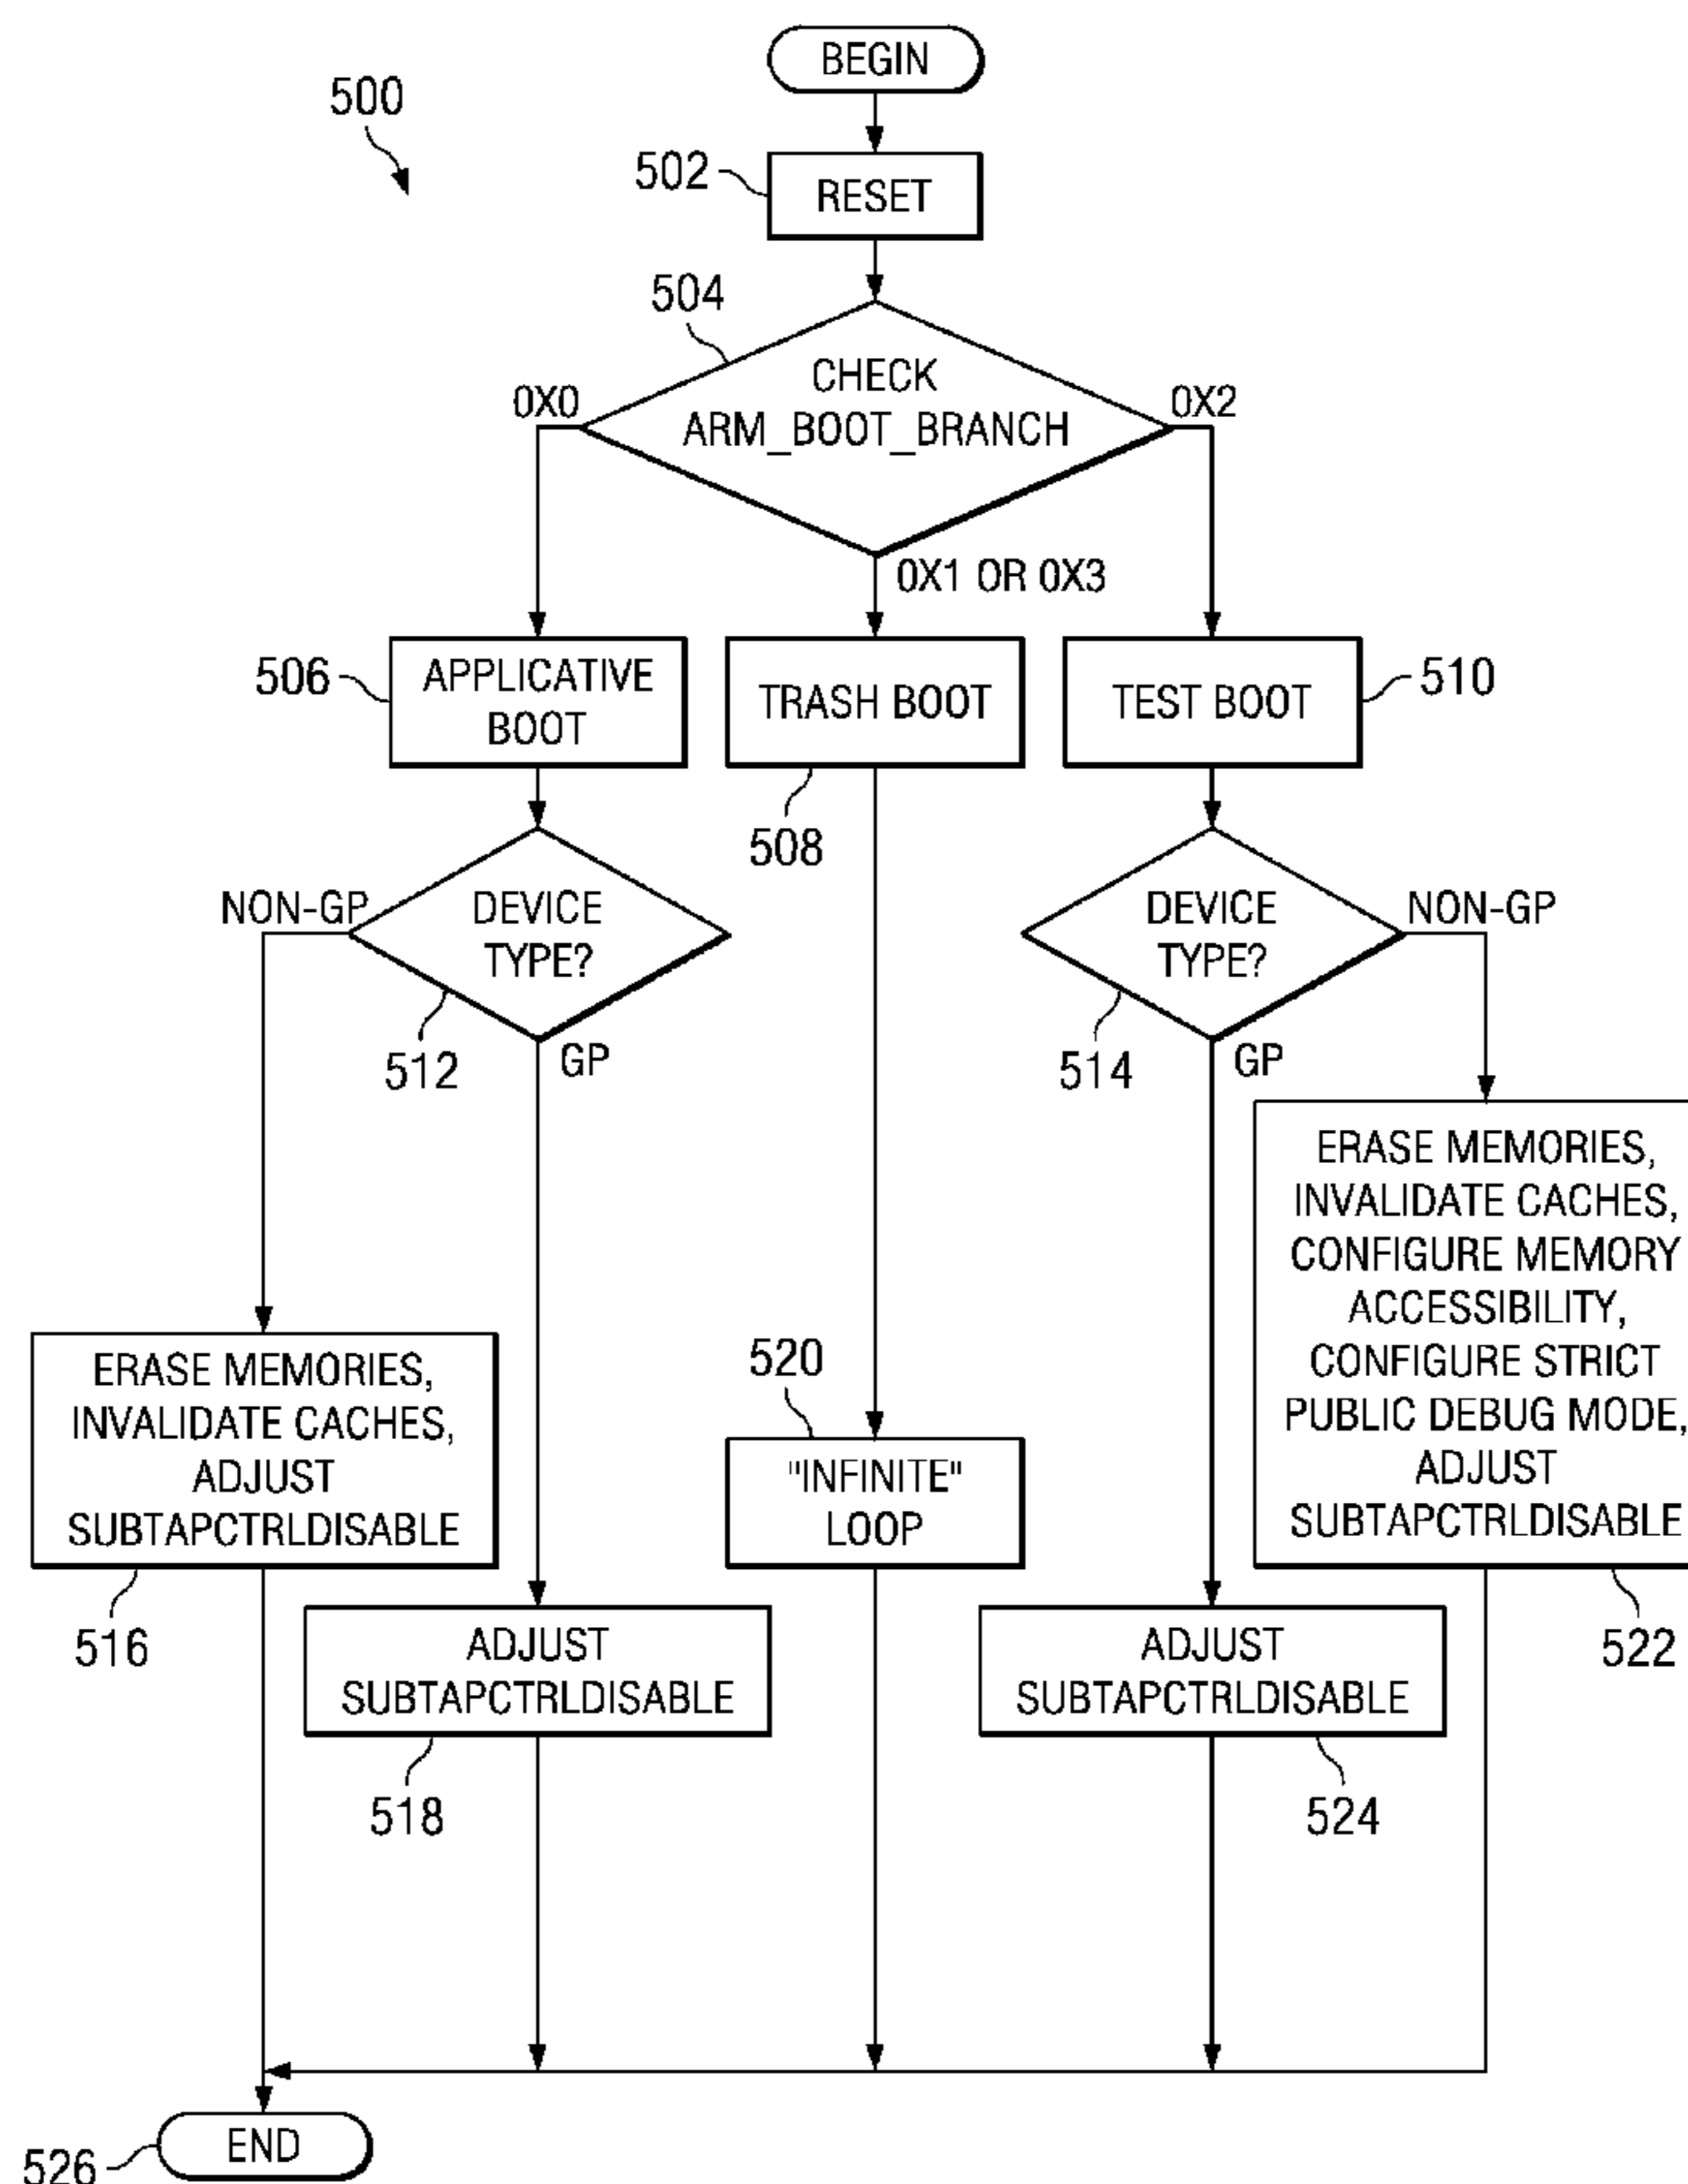 BEGIN
500
502
RESET
504
CHECK
ARM_BOOT_BRANCH
0X0
0X2
0X1 OR 0X3
506
APPLICATIVE
BOOT
TRASH BOOT
TEST BOOT
510
508
NON-GP
DEVICE
TYPE?
512
GP
DEVICE
TYPE?
NON-GP
514
GP
ERASE MEMORIES,
INVALIDATE CACHES,
CONFIGURE MEMORY
ACCESSIBILITY,
CONFIGURE STRICT
PUBLIC DEBUG MODE,
ADJUST
SUBTAPCTRLDISABLE
522
ERASE MEMORIES,
INVALIDATE CACHES,
ADJUST
SUBTAPCTRLDISABLE
516
520
"INFINITE"
LOOP
ADJUST
SUBTAPCTRLDISABLE
518
ADJUST
SUBTAPCTRLDISABLE
524
END
526